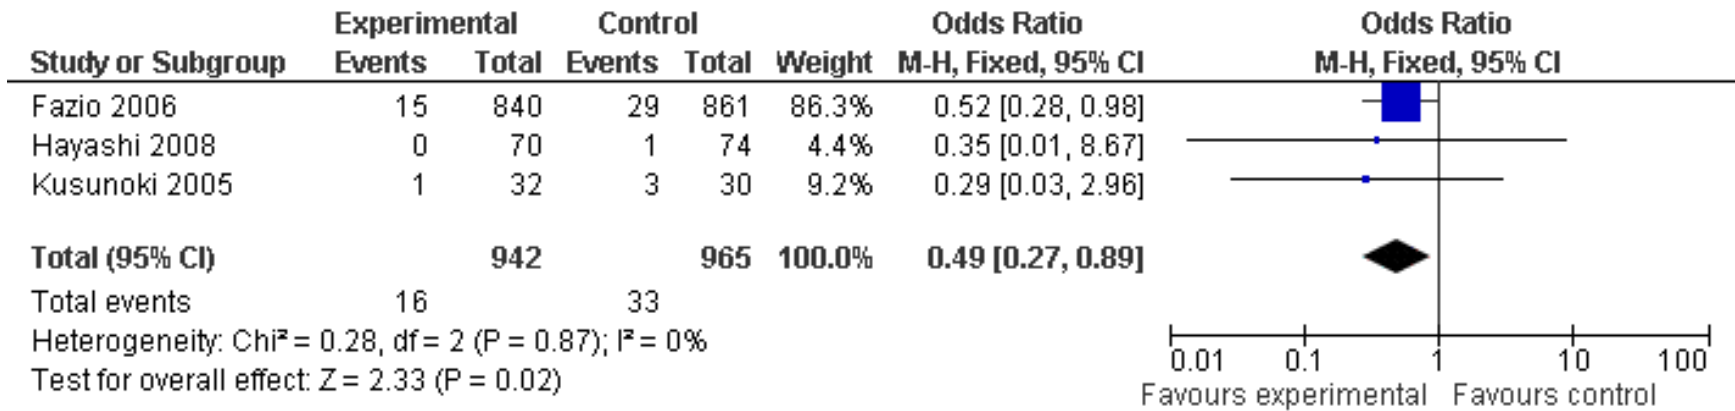 Experimental Control Odds Ratio Odds Ratio
Study or Subgroup Events Total Events Total Weight M-H, Fixed, 95% CI M-H, Fixed, 95% CI
Fazio 2006 15 840 29 861 86.3% 0.52 [0.28, 0.98]
Hayashi 2008 0 70 1 74 4.4% 0.35 [0.01, 8.67]
Kusunoki 2005 1 32 3 30 9.2% 0.29 [0.03, 2.96]
Total (95% CI) 942 965 100.0% 0.49 [0.27, 0.89]
Total events 16 33
Heterogeneity: Chi² = 0.28, df = 2 (P = 0.87); I² = 0%
Test for overall effect: Z = 2.33 (P = 0.02)
0.01 0.1 1 10 100
Favours experimental Favours control